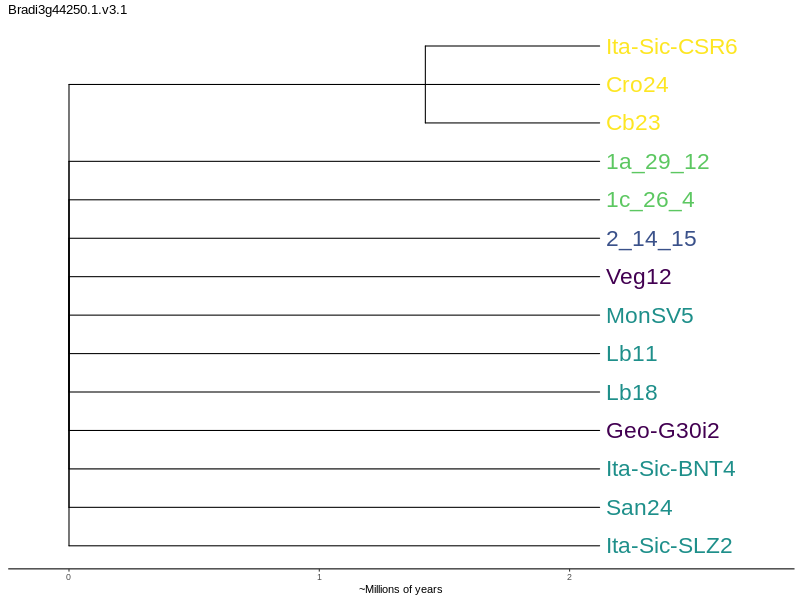 Bradi3g44250.1.v3.1
Ita-Sic-CSR6
Cro24
Cb23
1a_29_12
1c_26_4
2_14_15
Veg12
MonSV5
Lb11
Lb18
Geo-G30i2
Ita-Sic-BNT4
San24
Ita-Sic-SLZ2
0 1 2
~Millions of years